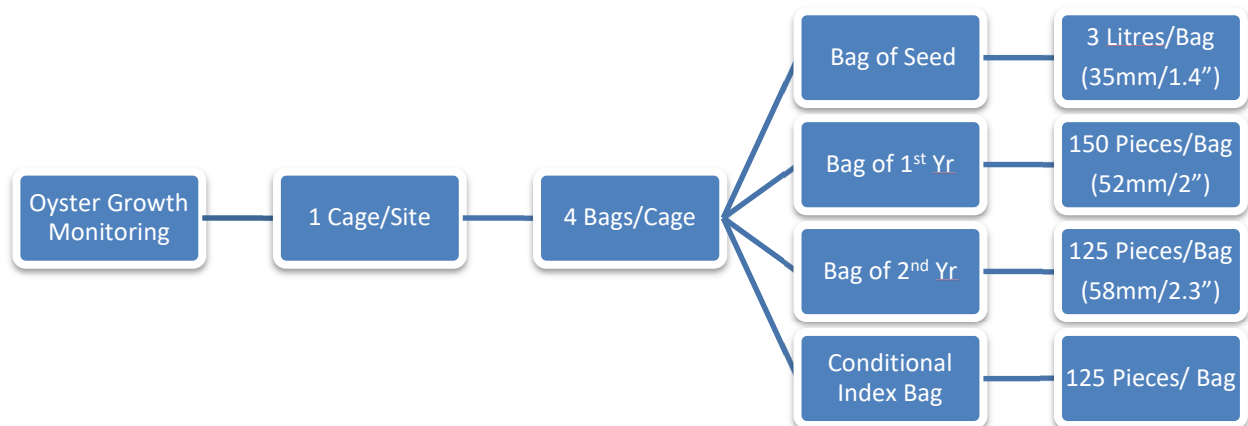 Oyster Growth
Monitoring
1 Cage/Site
4 Bags/Cage
Bag of Seed
3 Litres/Bag
(35mm/1.4”)
Bag of 1st Yr
150 Pieces/Bag
(52mm/2”)
Bag of 2nd Yr
125 Pieces/Bag
(58mm/2.3”)
Conditional
Index Bag
125 Pieces/ Bag